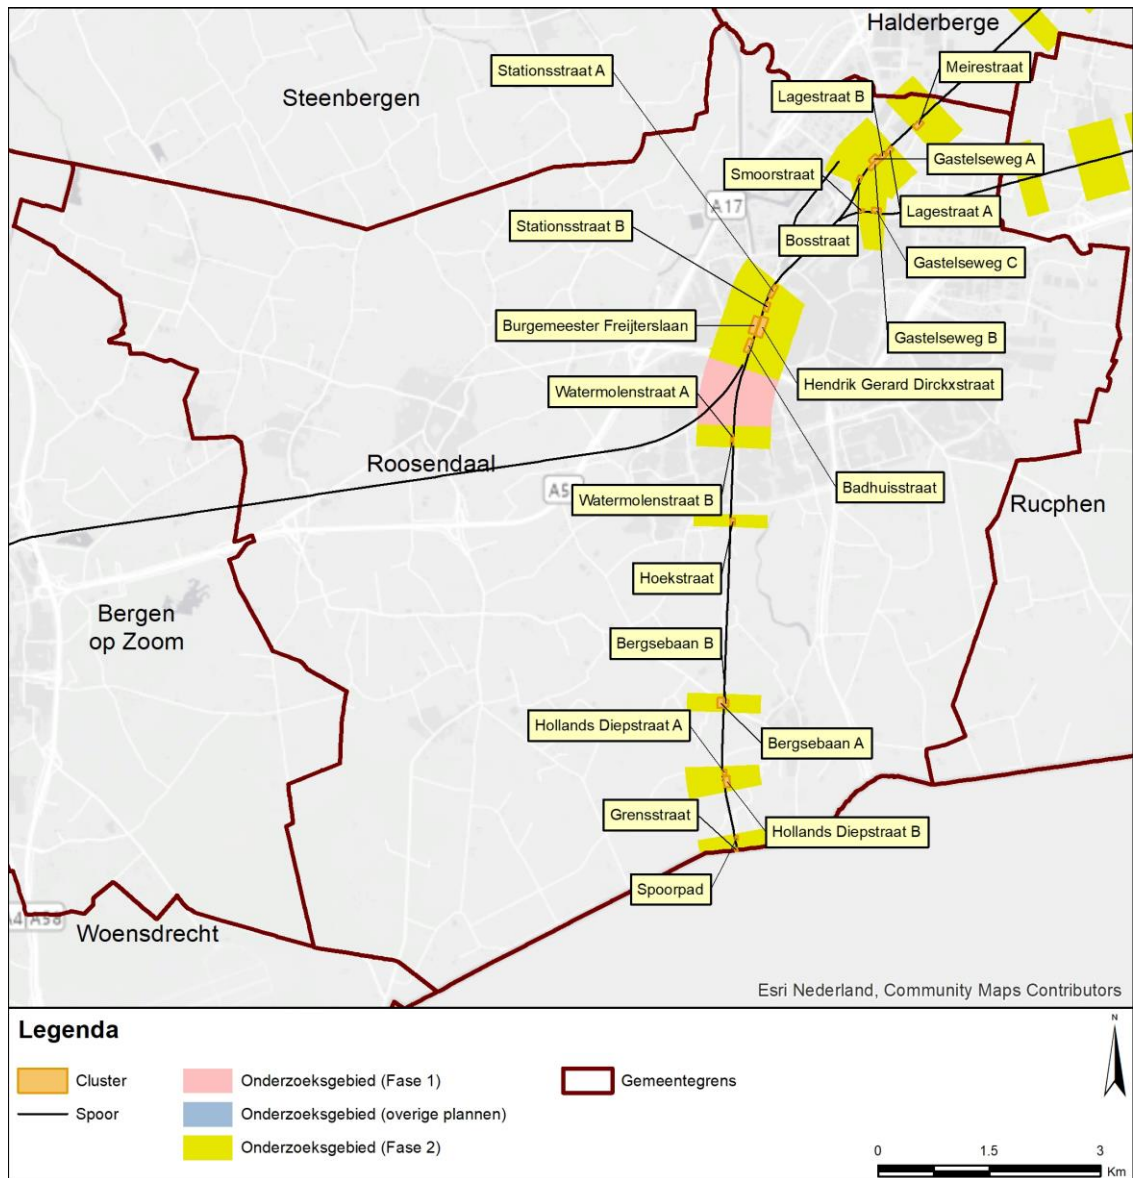 Halderberge
Stationsstraat A
Meirestraat
Steenbergen
Lagestraat B
Gastelseweg A
Smoorstraat
A17
Lagestraat A
Stationsstraat B
Bosstraat
Gastelseweg C
Burgemeester Freijterslaan
Gastelseweg B
Hendrik Gerard Dirckxstraat
Watermolenstraat A
Roosendaal
Badhuisstraat
Watermolenstraat B
Rucphen
Hoekstraat
Bergen
op Zoom
Bergsebaan B
Hollands Diepstraat A
Bergsebaan A
Grensstraat
Hollands Diepstraat B
Spoorpad
A58
Woensdrecht
Esri Nederland, Community Maps Contributors
Legenda
N
Cluster
Onderzoeksgebied (Fase 1)
Gemeentegrens
Spoor
Onderzoeksgebied (overige plannen)
Onderzoeksgebied (Fase 2)
0 1.5 3
Km